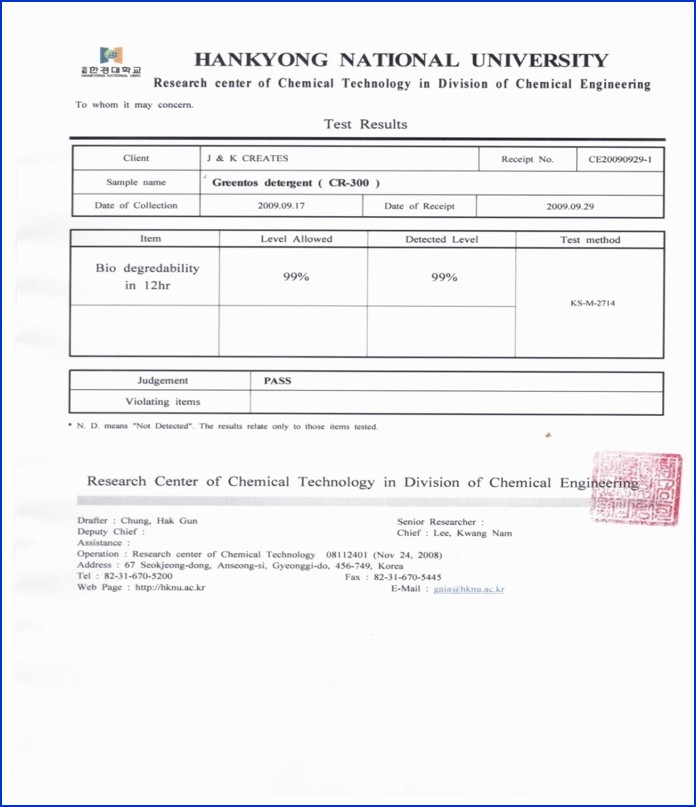 한경대학교
HANKYONG NATIONAL UNIVERSITY
Research center of Chemical Technology in Division of Chemical Engineering
To whom it may concern.
Test Results
Client J & K CREATES Receipt No. CE20090929-1
Sample name Greentos detergent ( CR-300 )
Date of Collection 2009.09.17 Date of Receipt 2009.09.29
Item Level Allowed Detected Level Test method
Bio degredability
in 12hr 99% 99%
KS-M-2714
Judgement PASS
Violating items
* N. D. means "Not Detected". The results relate only to those items tested.
Research Center of Chemical Technology in Division of Chemical Engineering
Drafter : Chung, Hak Gun Senior Researcher :
Deputy Chief : Chief : Lee, Kwang Nam
Assistance :
Operation : Research center of Chemical Technology 08112401 (Nov 24, 2008)
Address : 67 Seokjeong-dong, Anseong-si, Gyeonggi-do, 456-749, Korea
Tel : 82-31-670-5200 Fax : 82-31-670-5445
Web Page : http://hknu.ac.kr E-Mail : gaia@hknu.ac.kr